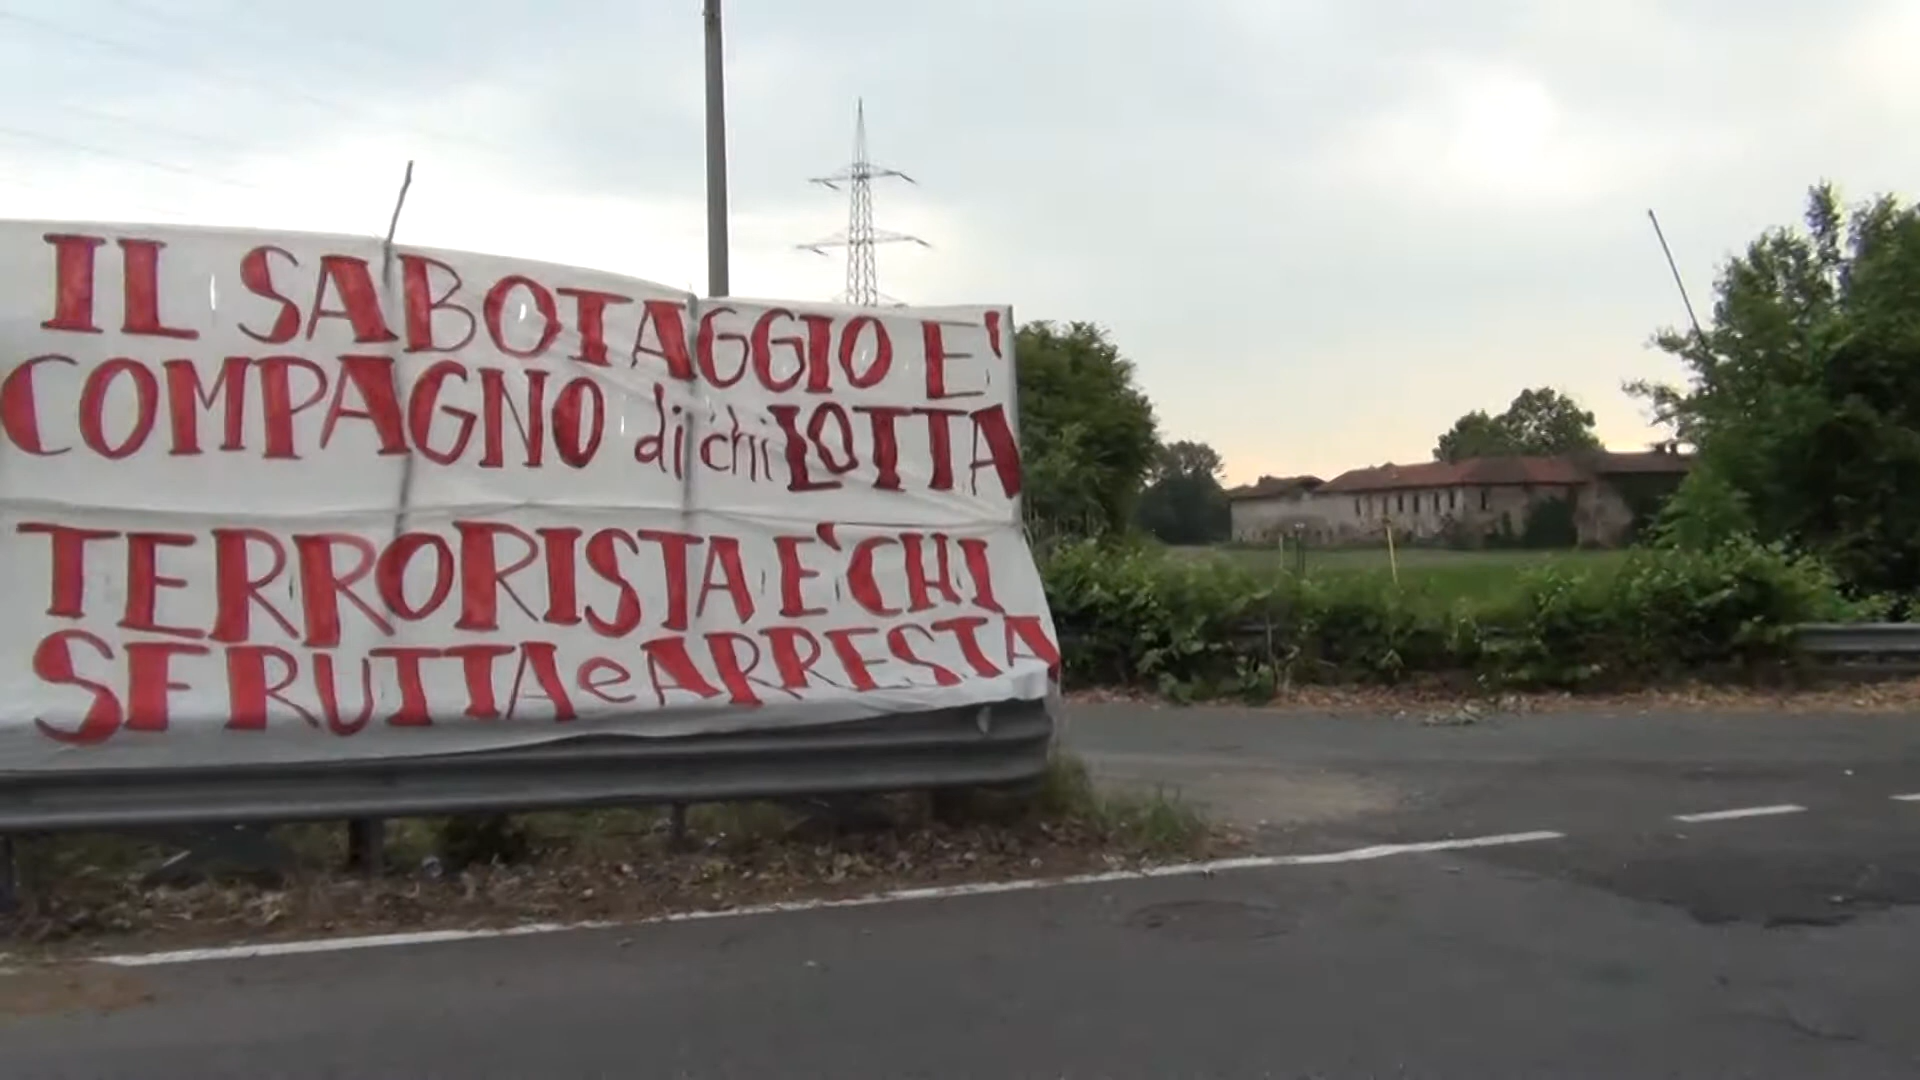 IL SABOTAGGIO E'
COMPAGNO di chi LOTTA
TERRORISTA E' CHI
SFRUTTA e ARRESTA